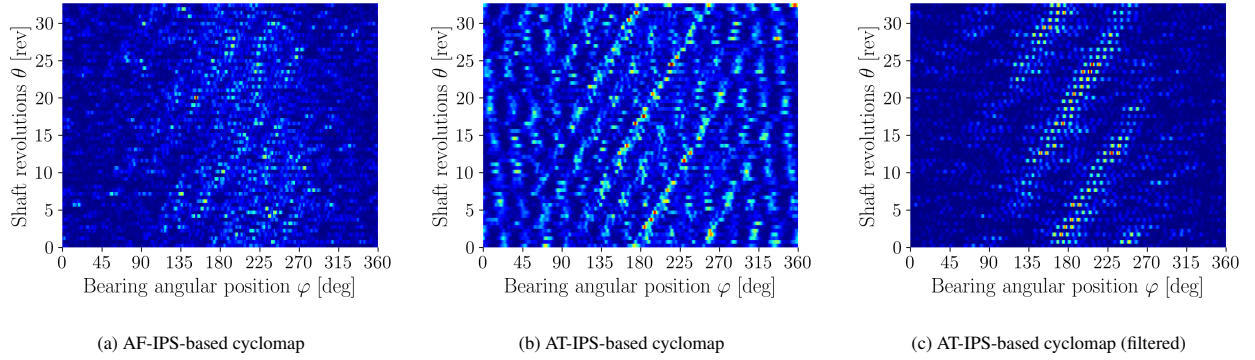 30
25
20
15
10
5
0
Shaft revolutions θ [rev]
0 45 90 135 180 225 270 315 360
Bearing angular position φ [deg]
(a) AF-IPS-based cyclomap
30
25
20
15
10
5
0
Shaft revolutions θ [rev]
0 45 90 135 180 225 270 315 360
Bearing angular position φ [deg]
(b) AT-IPS-based cyclomap
30
25
20
15
10
5
0
Shaft revolutions θ [rev]
0 45 90 135 180 225 270 315 360
Bearing angular position φ [deg]
(c) AT-IPS-based cyclomap (filtered)